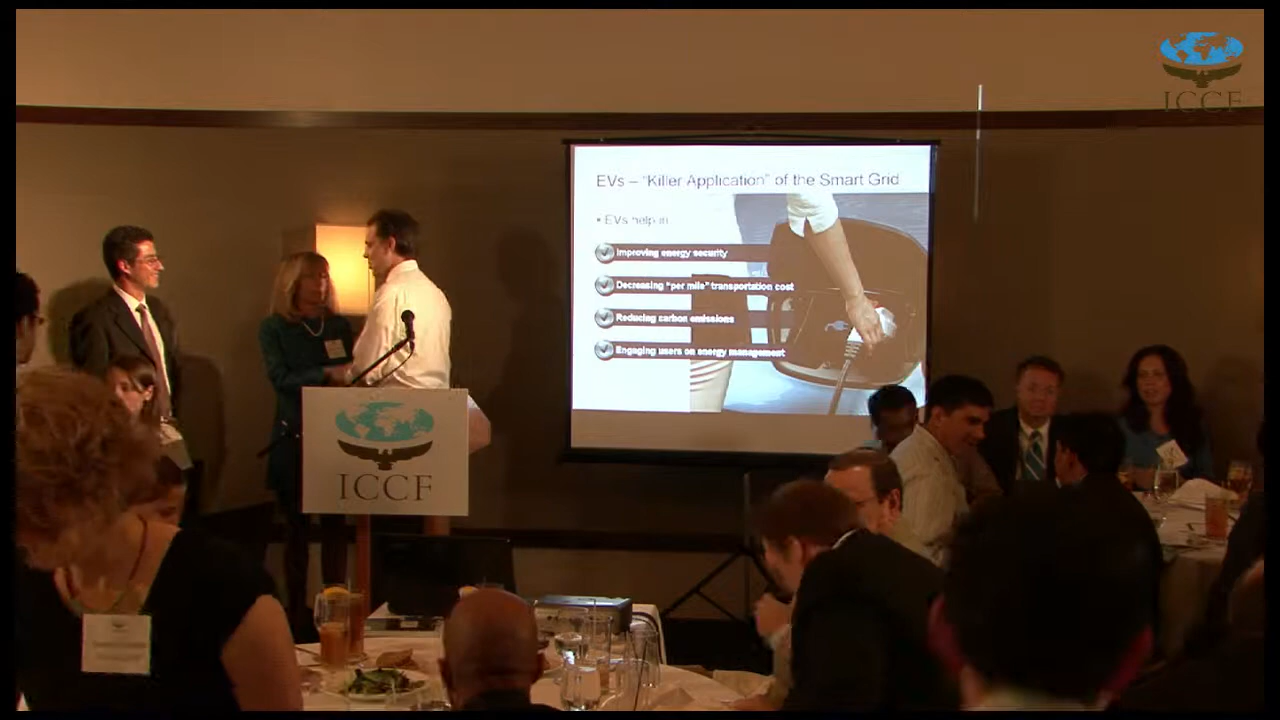 ICCF
EVs – "Killer Application" of the Smart Grid
• EVs help in
Improving energy security
Decreasing "per mile" transportation cost
Reducing carbon emissions
Engaging users on energy management
ICCF